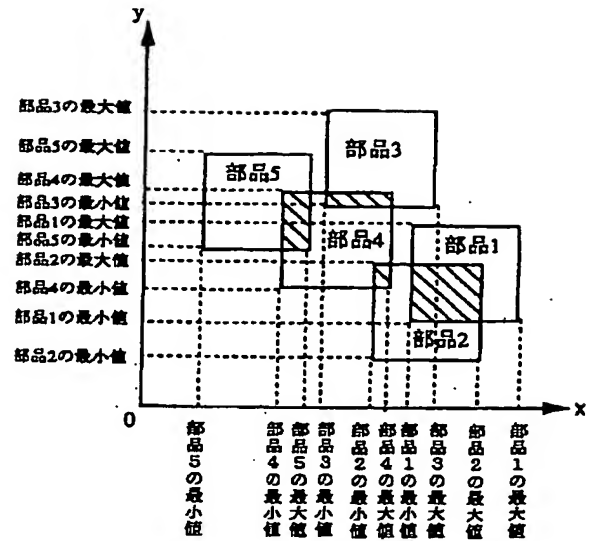 y
部品3の最大値
部品5の最大値
部品4の最大値
部品3の最小値
部品1の最大値
部品5の最小値
部品2の最大値
部品4の最小値
部品1の最小値
部品2の最小値
部品3
部品5
部品4
部品1
部品2
0
x
部品5の最小値
部品4の最小値
部品5の最大値
部品3の最小値
部品2の最小値
部品4の最大値
部品1の最小値
部品3の最大値
部品2の最大値
部品1の最大値